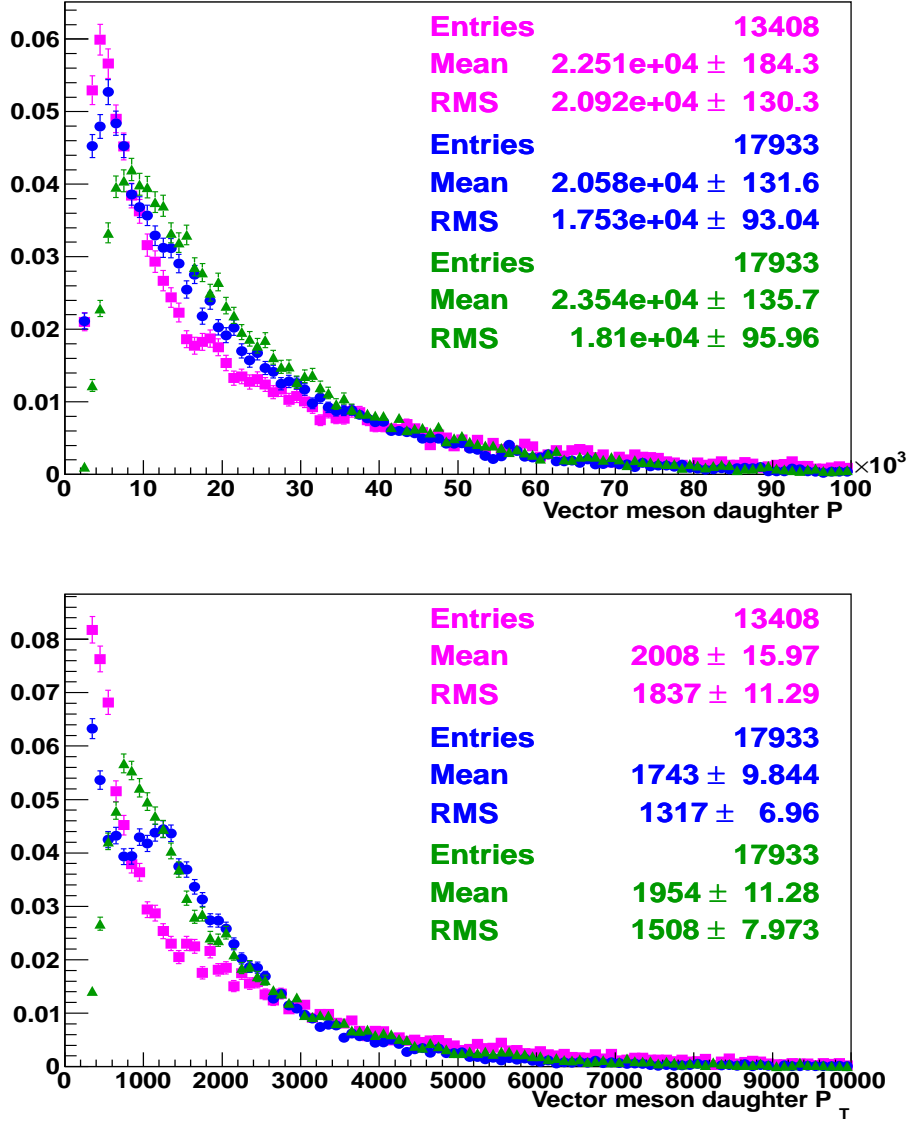 0.06
0.05
0.04
0.03
0.02
0.01
0
Entries 13408
Mean 2.251e+04 ± 184.3
RMS 2.092e+04 ± 130.3
Entries 17933
Mean 2.058e+04 ± 131.6
RMS 1.753e+04 ± 93.04
Entries 17933
Mean 2.354e+04 ± 135.7
RMS 1.81e+04 ± 95.96
0 10 20 30 40 50 60 70 80 90 100
×10³
Vector meson daughter P
0.08
0.07
0.06
0.05
0.04
0.03
0.02
0.01
0
Entries 13408
Mean 2008 ± 15.97
RMS 1837 ± 11.29
Entries 17933
Mean 1743 ± 9.844
RMS 1317 ± 6.96
Entries 17933
Mean 1954 ± 11.28
RMS 1508 ± 7.973
0 1000 2000 3000 4000 5000 6000 7000 8000 9000 10000
Vector meson daughter P_T